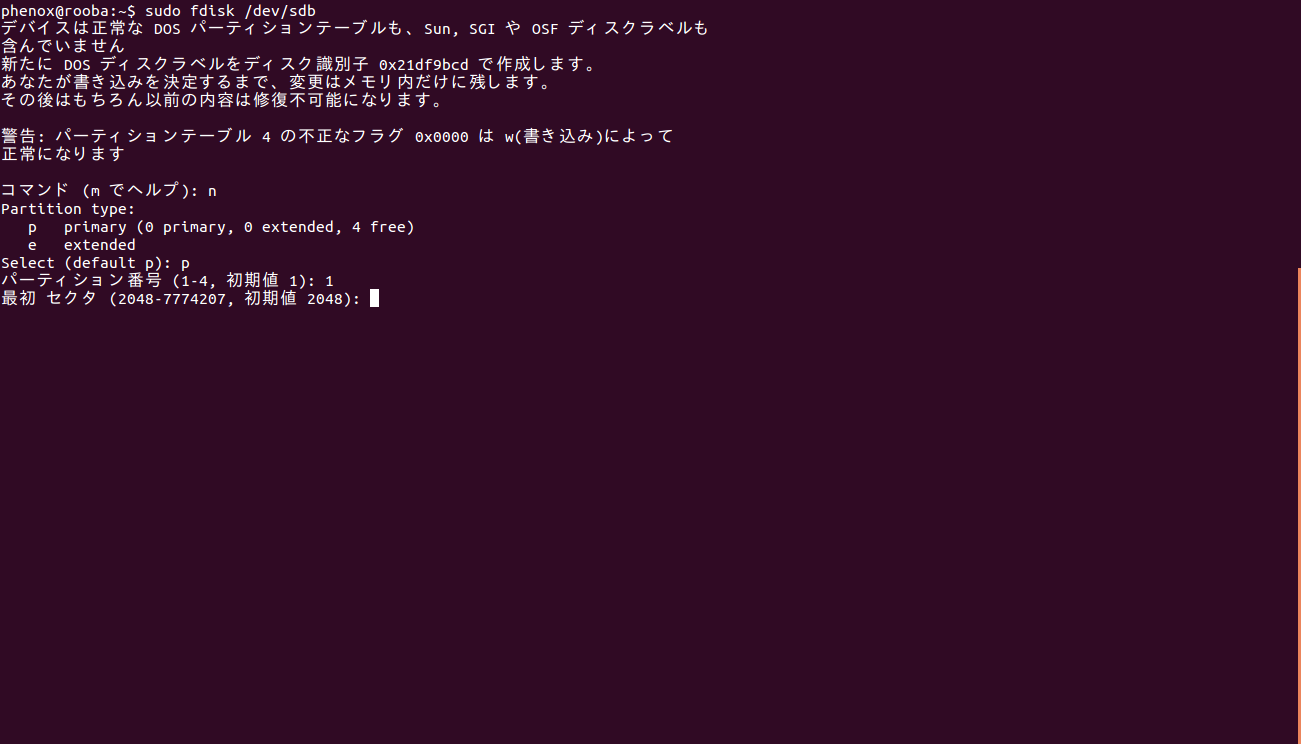 phenox@rooba:~$ sudo fdisk /dev/sdb
デバイスは正常な DOS パーティションテーブルも、Sun, SGI や OSF ディスクラベルも
含んでいません
新たに DOS ディスクラベルをディスク識別子 0x21df9bcd で作成します。
あなたが書き込みを決定するまで、変更はメモリ内だけに残します。
その後はもちろん以前の内容は修復不可能になります。
警告: パーティションテーブル 4 の不正なフラグ 0x0000 は w(書き込み)によって
正常になります
コマンド (m でヘルプ): n
Partition type:
   p   primary (0 primary, 0 extended, 4 free)
   e   extended
Select (default p): p
パーティション番号 (1-4, 初期値 1): 1
最初 セクタ (2048-7774207, 初期値 2048):